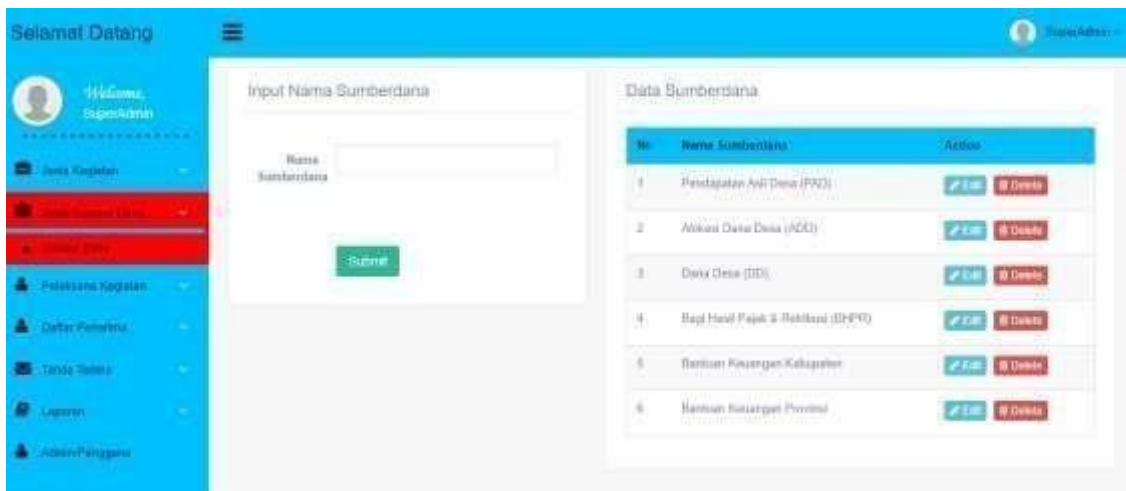 Selamat Datang
SuperAdmin
Welcome,
SuperAdmin
Jenis Kegiatan
Pelaksana Kegiatan
Daftar Penerima
Tanda Terima
Laporan
Admin/Pengguna
Input Nama Sumberdana
Nama
Sumberdana
Submit
Data Sumberdana
No Nama Sumberdana Action
1 Pendapatan Asli Desa (PAD) Edit Delete
2 Alokasi Dana Desa (ADD) Edit Delete
3 Dana Desa (DD) Edit Delete
4 Bagi Hasil Pajak & Retribusi (BHPR) Edit Delete
5 Bantuan Keuangan Kabupaten Edit Delete
6 Bantuan Keuangan Provinsi Edit Delete